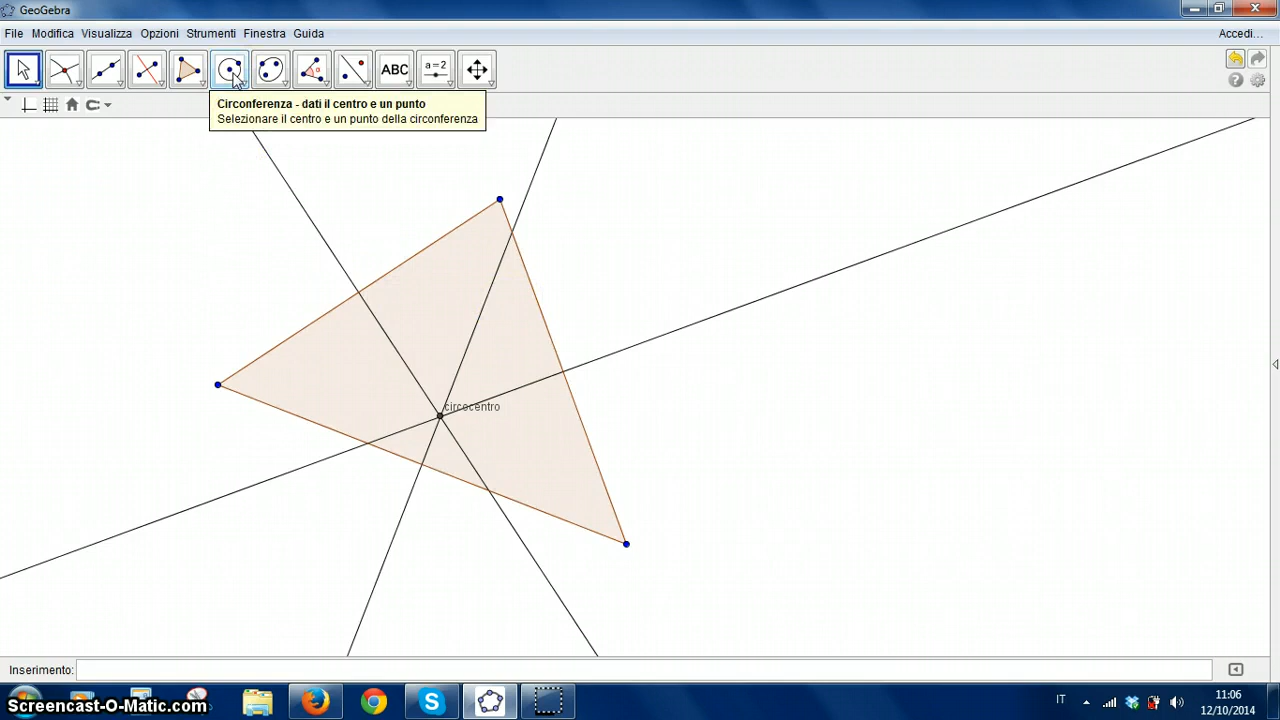 GeoGebra
File Modifica Visualizza Opzioni Strumenti Finestra Guida Accedi...
ABC a=2
Circonferenza - dati il centro e un punto
Selezionare il centro e un punto della circonferenza
circocentro
Inserimento:
Screencast-O-Matic.com
IT
11:06
12/10/2014